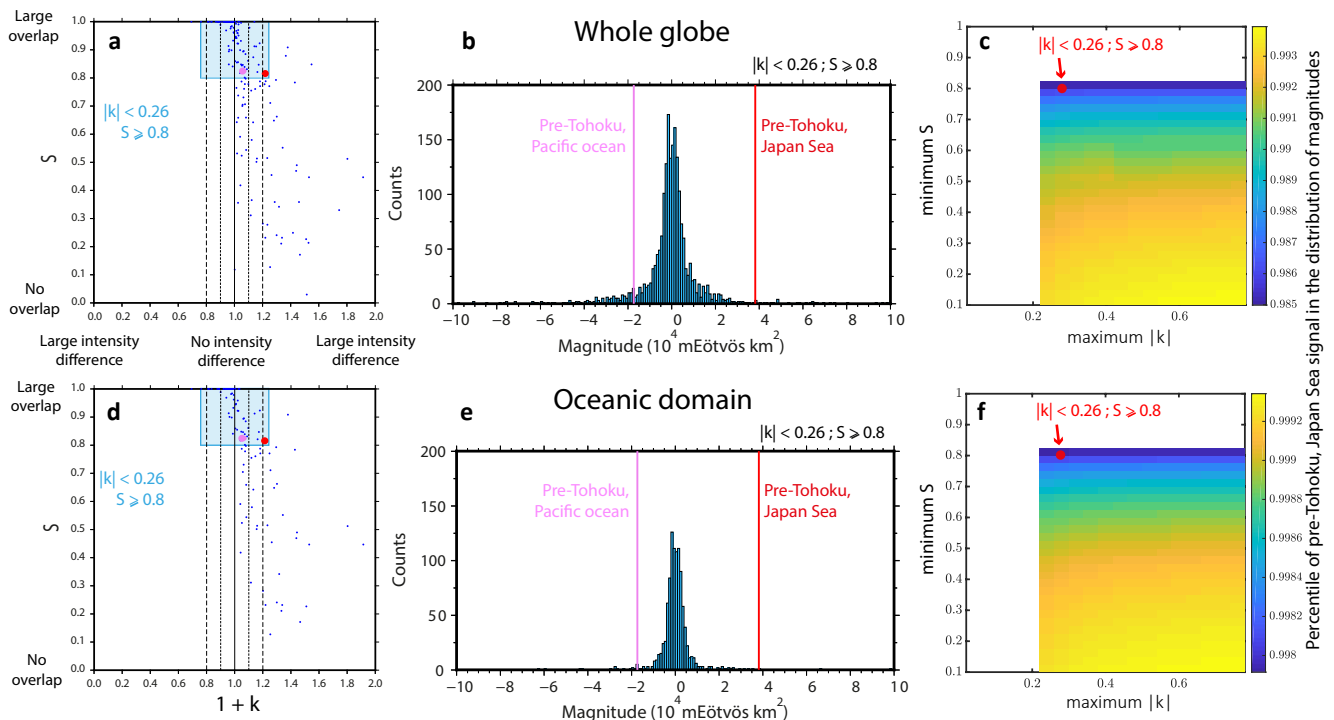 Large
overlap
a
|k| < 0.26
S ⩾ 0.8
S
No
overlap
1.0
0.9
0.8
0.7
0.6
0.5
0.4
0.3
0.2
0.1
0.0
0.0 0.2 0.4 0.6 0.8 1.0 1.2 1.4 1.6 1.8 2.0
Large intensity
difference
No intensity
difference
Large intensity
difference
b
Whole globe
|k| < 0.26 ; S ⩾ 0.8
Pre-Tohoku,
Pacific ocean
Pre-Tohoku,
Japan Sea
Counts
200
150
100
50
0
−10 −8 −6 −4 −2 0 2 4 6 8 10
Magnitude (10⁴ mEötvös km²)
c
|k| < 0.26 ; S ⩾ 0.8
minimum S
1
0.9
0.8
0.7
0.6
0.5
0.4
0.3
0.2
0.1
0.2 0.4 0.6
maximum |k|
0.993
0.992
0.991
0.990
0.989
0.988
0.987
0.986
0.985
Percentile of pre-Tohoku, Japan Sea signal in the distribution of magnitudes
Large
overlap
d
|k| < 0.26
S ⩾ 0.8
S
No
overlap
1.0
0.9
0.8
0.7
0.6
0.5
0.4
0.3
0.2
0.1
0.0
0.0 0.2 0.4 0.6 0.8 1.0 1.2 1.4 1.6 1.8 2.0
1 + k
e
Oceanic domain
|k| < 0.26 ; S ⩾ 0.8
Pre-Tohoku,
Pacific ocean
Pre-Tohoku,
Japan Sea
Counts
200
150
100
50
0
−10 −8 −6 −4 −2 0 2 4 6 8 10
Magnitude (10⁴ mEötvös km²)
f
|k| < 0.26 ; S ⩾ 0.8
minimum S
1
0.9
0.8
0.7
0.6
0.5
0.4
0.3
0.2
0.1
0.2 0.4 0.6
maximum |k|
0.9992
0.999
0.9988
0.9986
0.9984
0.9982
0.998